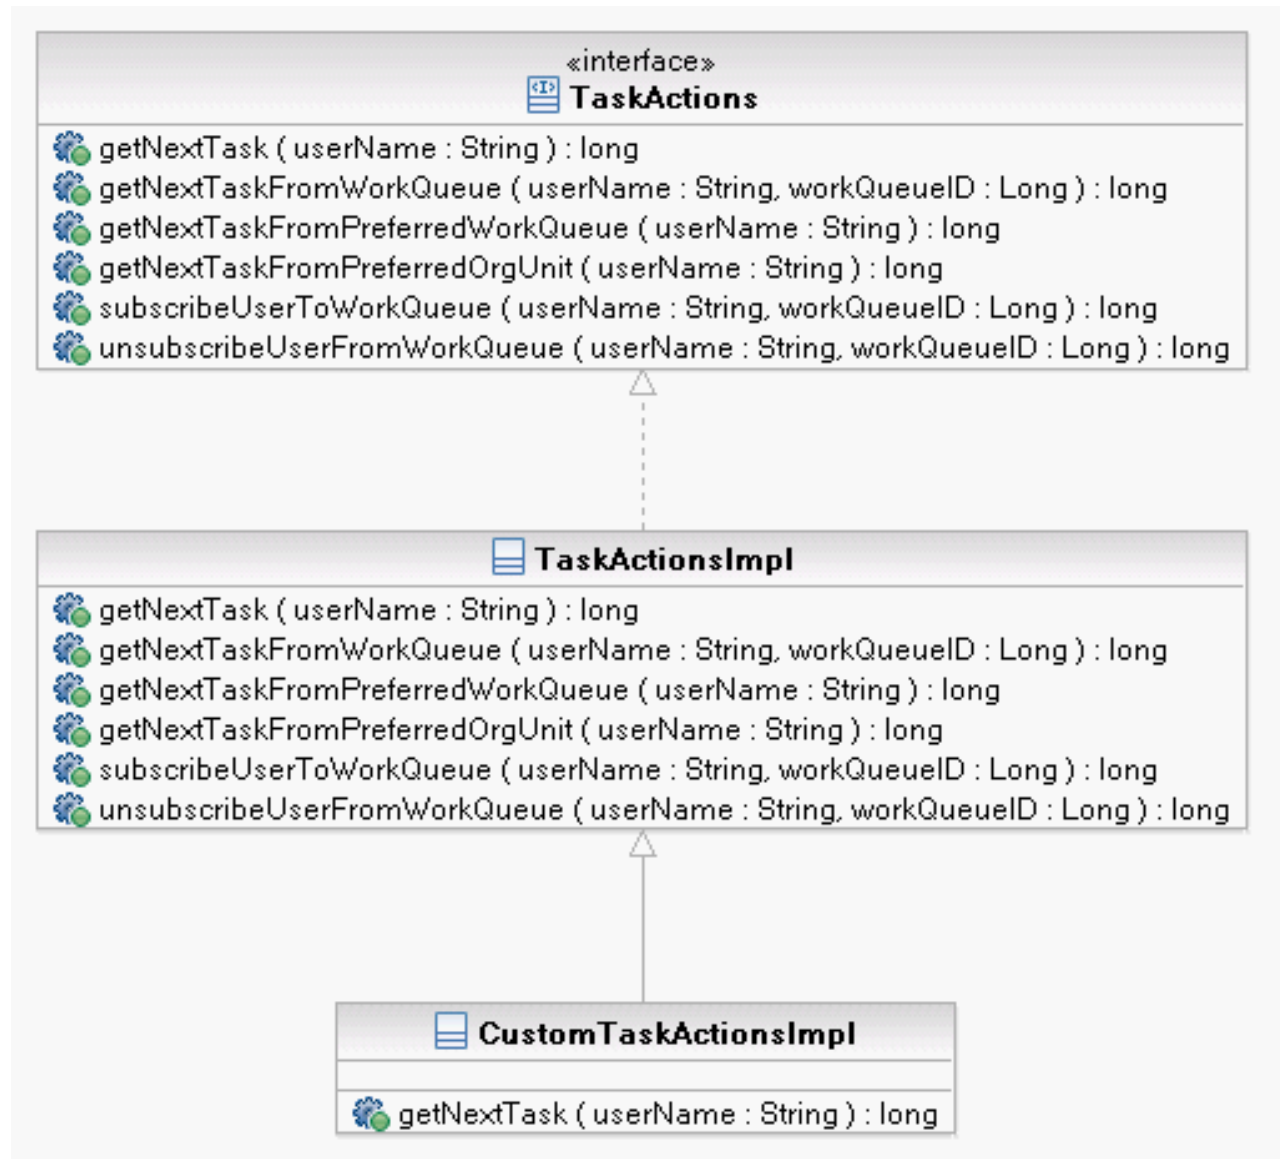 «interface»
TaskActions
getNextTask ( userName : String ) : long
getNextTaskFromWorkQueue ( userName : String, workQueueID : Long ) : long
getNextTaskFromPreferredWorkQueue ( userName : String ) : long
getNextTaskFromPreferredOrgUnit ( userName : String ) : long
subscribeUserToWorkQueue ( userName : String, workQueueID : Long ) : long
unsubscribeUserFromWorkQueue ( userName : String, workQueueID : Long ) : long
TaskActionsImpl
getNextTask ( userName : String ) : long
getNextTaskFromWorkQueue ( userName : String, workQueueID : Long ) : long
getNextTaskFromPreferredWorkQueue ( userName : String ) : long
getNextTaskFromPreferredOrgUnit ( userName : String ) : long
subscribeUserToWorkQueue ( userName : String, workQueueID : Long ) : long
unsubscribeUserFromWorkQueue ( userName : String, workQueueID : Long ) : long
CustomTaskActionsImpl
getNextTask ( userName : String ) : long